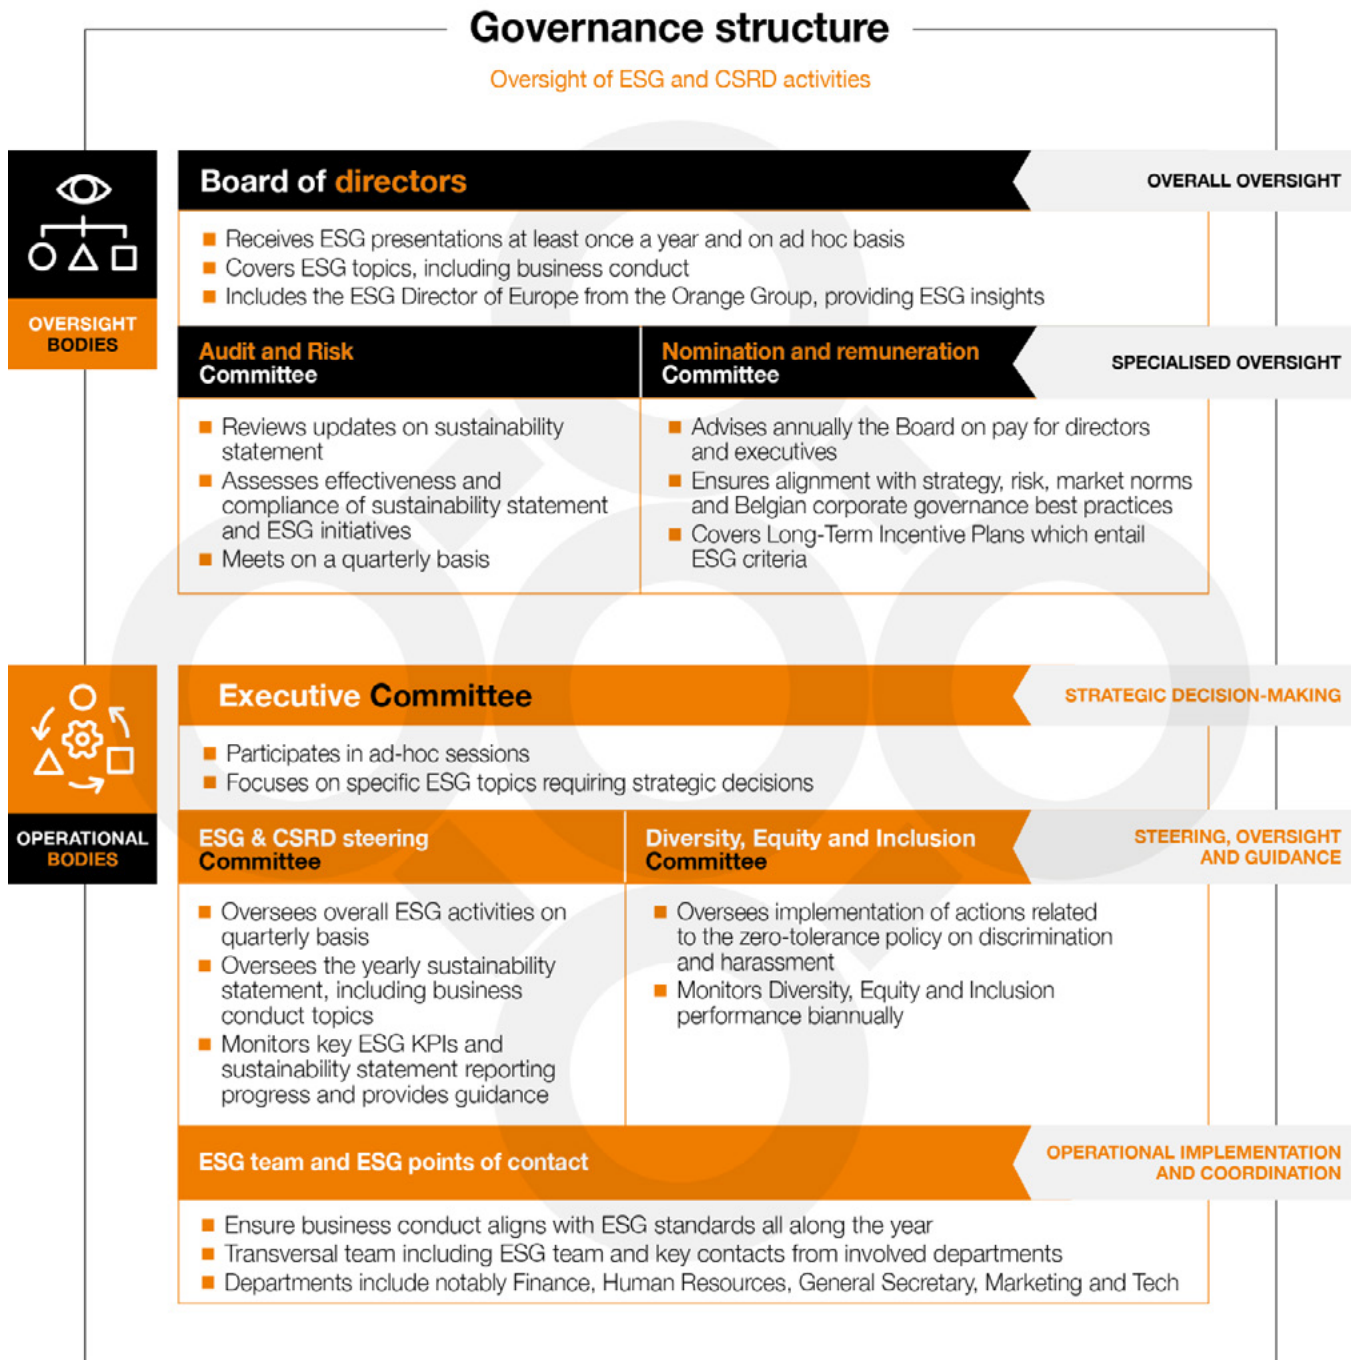 Governance structure
Oversight of ESG and CSRD activities
OVERSIGHT
BODIES
Board of directors
OVERALL OVERSIGHT
Receives ESG presentations at least once a year and on ad hoc basis
Covers ESG topics, including business conduct
Includes the ESG Director of Europe from the Orange Group, providing ESG insights
SPECIALISED OVERSIGHT
Audit and Risk
Committee
Reviews updates on sustainability
statement
Assesses effectiveness and
compliance of sustainability statement
and ESG initiatives
Meets on a quarterly basis
Nomination and remuneration
Committee
Advises annually the Board on pay for directors
and executives
Ensures alignment with strategy, risk, market norms
and Belgian corporate governance best practices
Covers Long-Term Incentive Plans which entail
ESG criteria
OPERATIONAL
BODIES
Executive Committee
STRATEGIC DECISION-MAKING
Participates in ad-hoc sessions
Focuses on specific ESG topics requiring strategic decisions
STEERING, OVERSIGHT
AND GUIDANCE
ESG & CSRD steering
Committee
Oversees overall ESG activities on
quarterly basis
Oversees the yearly sustainability
statement, including business
conduct topics
Monitors key ESG KPIs and
sustainability statement reporting
progress and provides guidance
Diversity, Equity and Inclusion
Committee
Oversees implementation of actions related
to the zero-tolerance policy on discrimination
and harassment
Monitors Diversity, Equity and Inclusion
performance biannually
ESG team and ESG points of contact
OPERATIONAL IMPLEMENTATION
AND COORDINATION
Ensure business conduct aligns with ESG standards all along the year
Transversal team including ESG team and key contacts from involved departments
Departments include notably Finance, Human Resources, General Secretary, Marketing and Tech